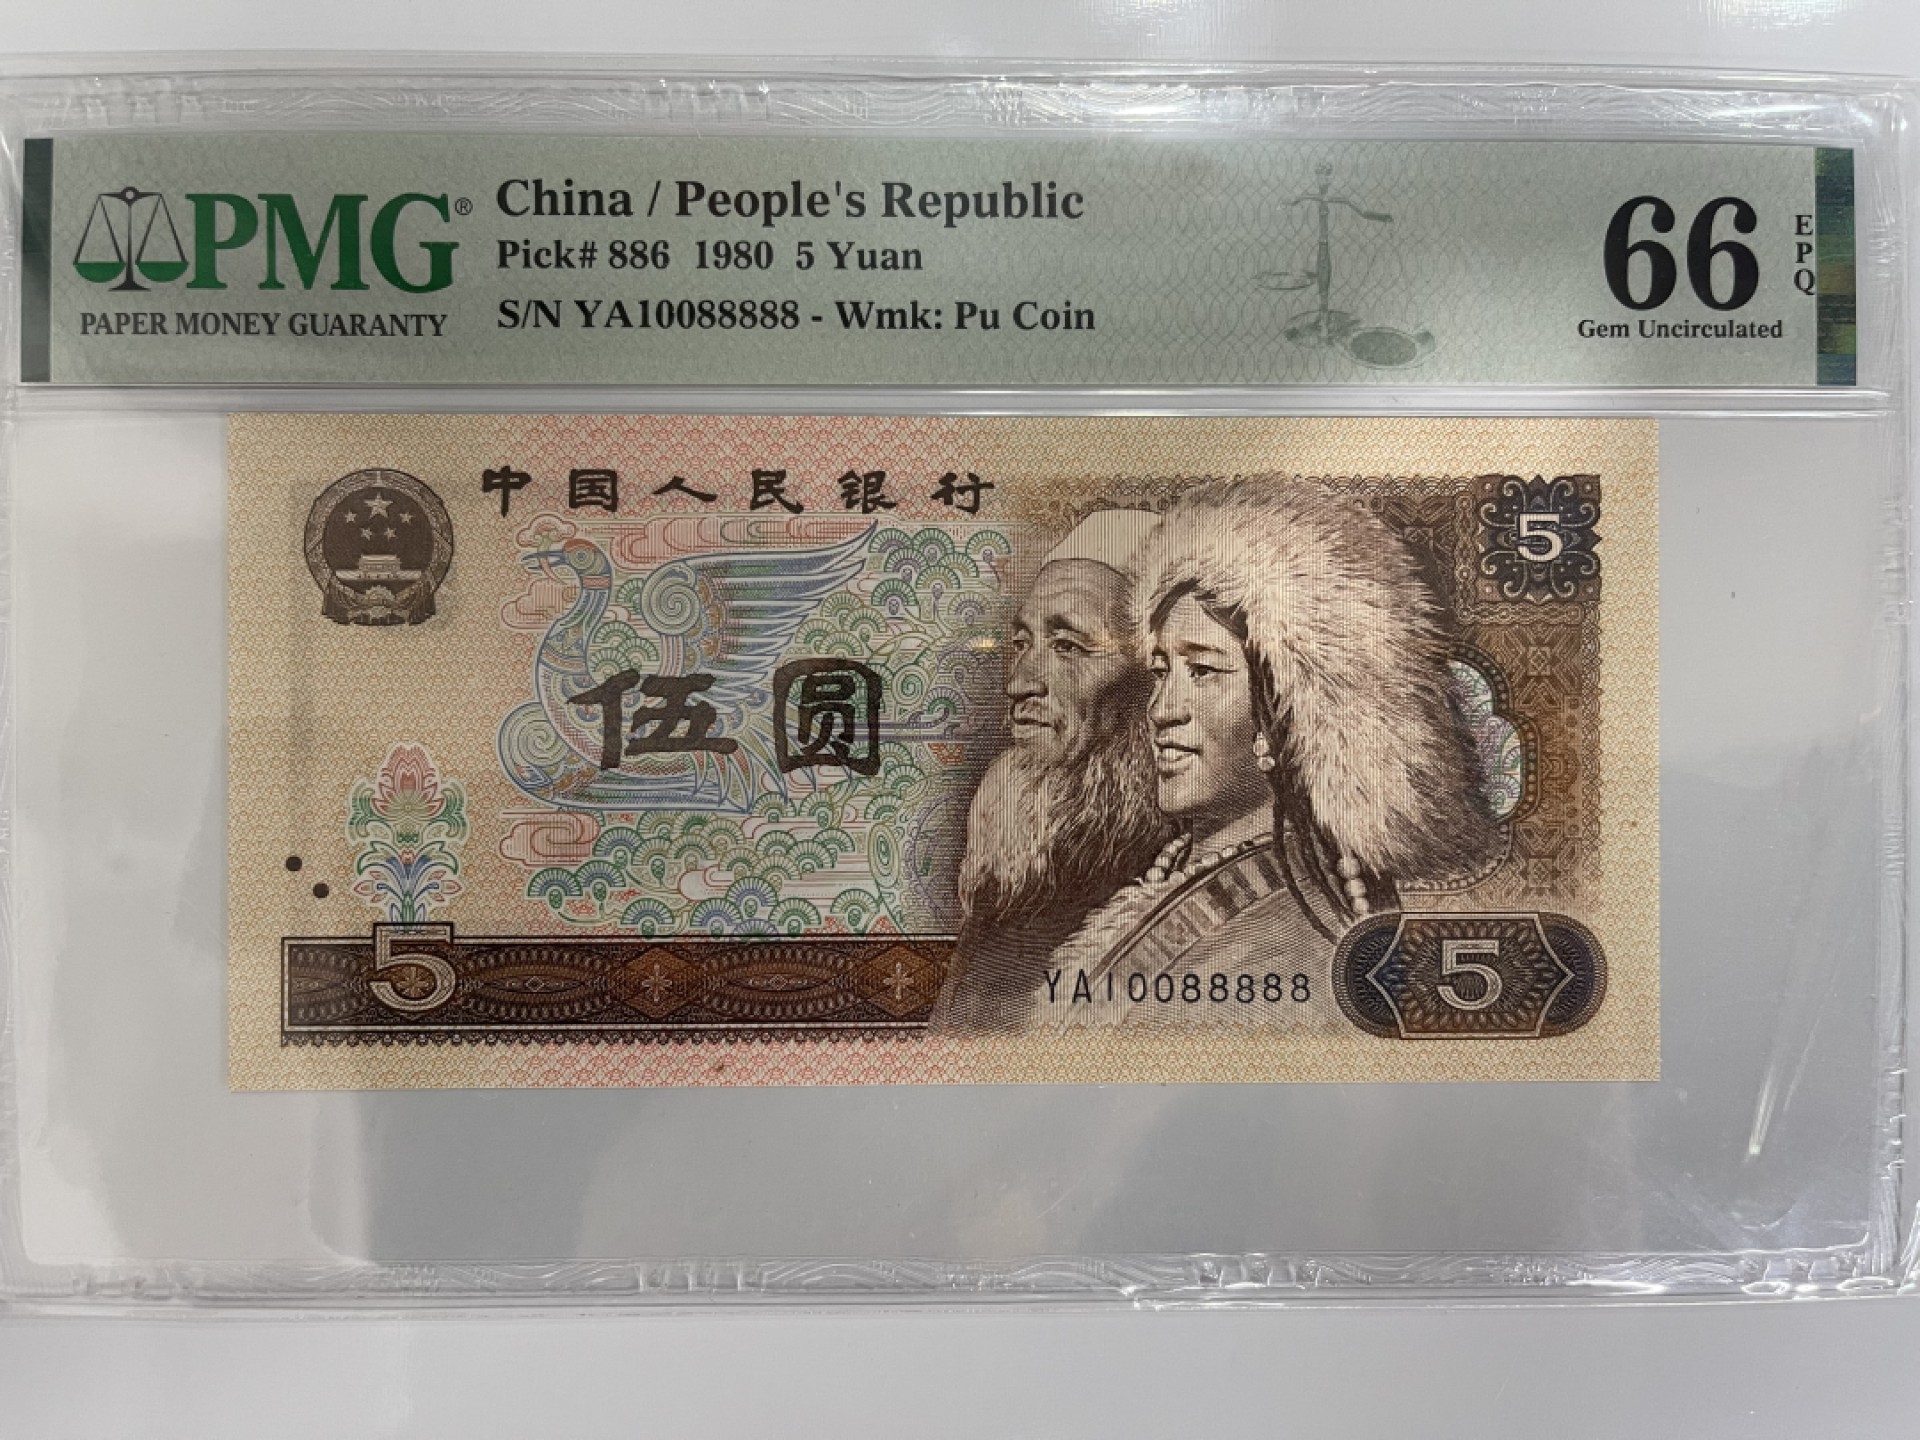 PMG®
PAPER MONEY GUARANTY
China / People's Republic
Pick# 886 1980 5 Yuan
S/N YA10088888 - Wmk: Pu Coin
66
EPQ
Gem Uncirculated
中国人民银行
5
伍圆
5
YA10088888
5